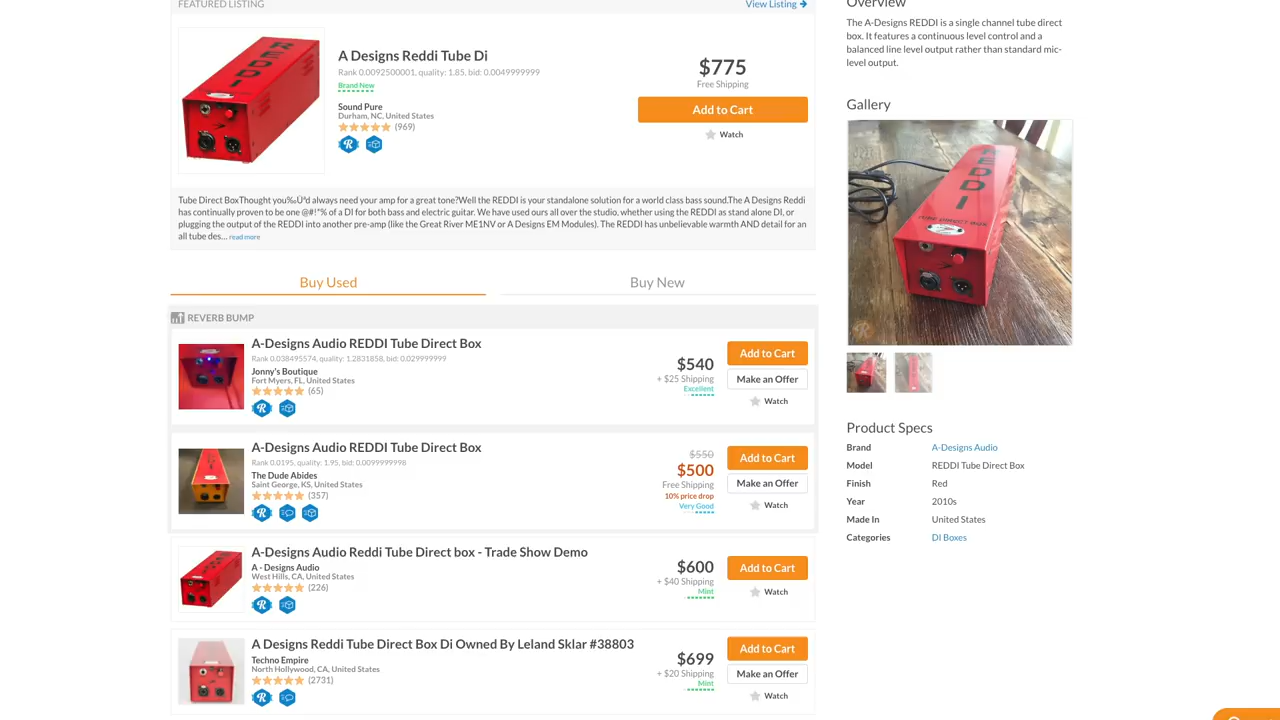 FEATURED LISTING
View Listing →
A Designs Reddi Tube Di
Rank 0.0092500001, quality: 1.85, bid: 0.0049999999
Brand New
Sound Pure
Durham, NC, United States
(969)
$775
Free Shipping
Add to Cart
Watch
Tube Direct BoxThought you‰Ûªd always need your amp for a great tone?Well the REDDI is your standalone solution for a world class bass sound.The A Designs Reddi
has continually proven to be one @#!"% of a DI for both bass and electric guitar. We have used ours all over the studio, whether using the REDDI as stand alone DI, or
plugging the output of the REDDI into another pre-amp (like the Great River ME1NV or A Designs EM Modules). The REDDI has unbelievable warmth AND detail for an
all tube des... read more
Buy Used
Buy New
REVERB BUMP
A-Designs Audio REDDI Tube Direct Box
Rank 0.038495574, quality: 1.2831858, bid: 0.029999999
Jonny's Boutique
Fort Myers, FL, United States
(65)
$540
+ $25 Shipping
Excellent
Add to Cart
Make an Offer
Watch
A-Designs Audio REDDI Tube Direct Box
Rank 0.0195, quality: 1.95, bid: 0.0099999998
The Dude Abides
Saint George, KS, United States
(357)
$550
$500
Free Shipping
10% price drop
Very Good
Add to Cart
Make an Offer
Watch
A-Designs Audio Reddi Tube Direct box - Trade Show Demo
A - Designs Audio
West Hills, CA, United States
(226)
$600
+ $40 Shipping
Mint
Add to Cart
Watch
A Designs Reddi Tube Direct Box Di Owned By Leland Sklar #38803
Techno Empire
North Hollywood, CA, United States
(2731)
$699
+ $20 Shipping
Mint
Add to Cart
Make an Offer
Watch
Overview
The A-Designs REDDI is a single channel tube direct
box. It features a continuous level control and a
balanced line level output rather than standard mic-
level output.
Gallery
REDDI
tube direct box
Product Specs
Brand A-Designs Audio
Model REDDI Tube Direct Box
Finish Red
Year 2010s
Made In United States
Categories DI Boxes